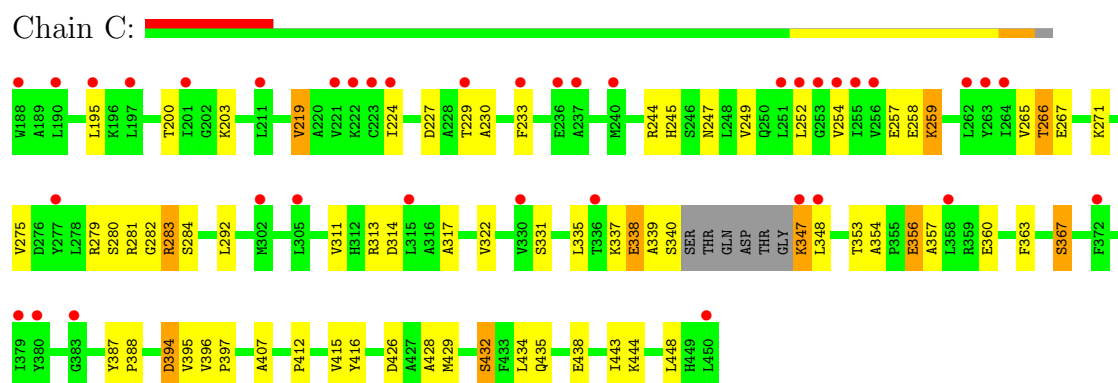 Chain C:
W188 A189 L190 L195 K196 L197 T200 I201 G202 K203 L211 V219 A220 V221 K222 C223 I224 D227 A228 T229 A230 F233 E236 A237 M240 R244 H245 S246 N247 L248 V249 Q250 L251 L252 G253 V254 I255 V256 E257 E258 K259 L262 Y263 I264 V265 T266 E267 K271
V275 D276 Y277 L278 R279 S280 R281 G282 R283 S284 L292 M302 L305 V311 H312 R313 D314 L315 A316 A317 V322 V330 S331 L335 T336 K337 E338 A339 S340 SER THR GLN ASP THR GLY K347 L348 T353 A354 P355 E356 A357 L358 R359 E360 F363 S367 F372
I379 Y380 G383 Y387 P388 D394 V395 V396 P397 A407 P412 V415 Y416 D426 A427 A428 M429 S432 F433 L434 Q435 E438 I443 K444 L448 H449 L450